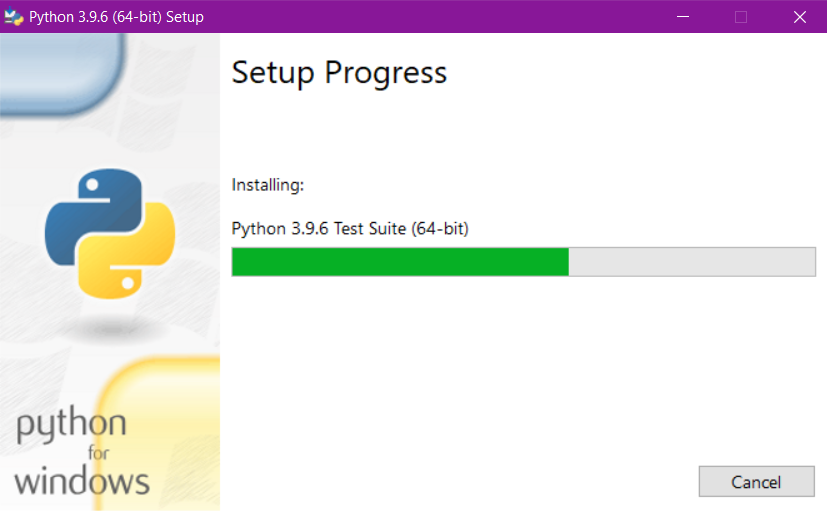 Python 3.9.6 (64-bit) Setup
Setup Progress
Installing:
Python 3.9.6 Test Suite (64-bit)
python
for
windows
Cancel